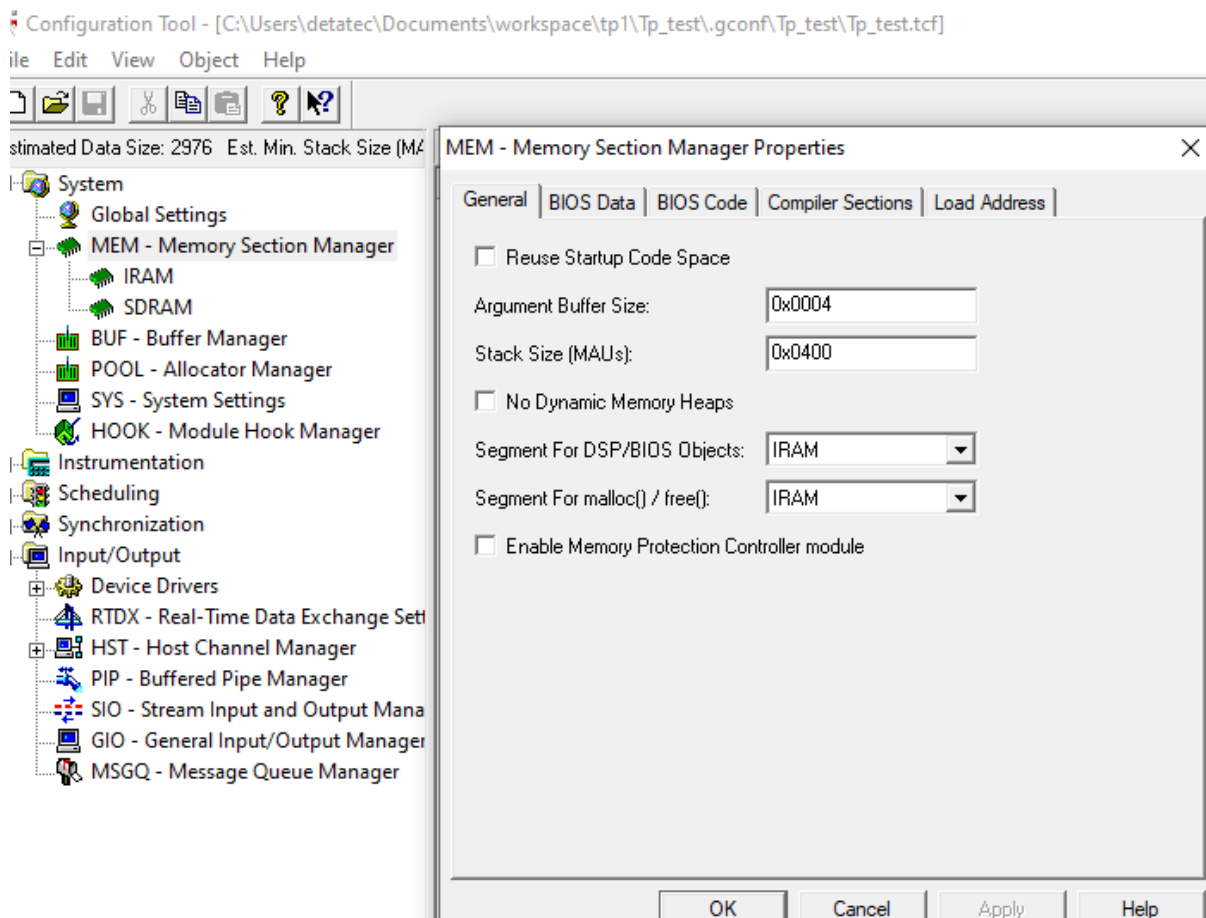 Configuration Tool - [C:\Users\detatec\Documents\workspace\tp1\Tp_test\.gconf\Tp_test\Tp_test.tcf]
ile Edit View Object Help
stimated Data Size: 2976 Est. Min. Stack Size (MA
System
Global Settings
MEM - Memory Section Manager
IRAM
SDRAM
BUF - Buffer Manager
POOL - Allocator Manager
SYS - System Settings
HOOK - Module Hook Manager
Instrumentation
Scheduling
Synchronization
Input/Output
Device Drivers
RTDX - Real-Time Data Exchange Sett
HST - Host Channel Manager
PIP - Buffered Pipe Manager
SIO - Stream Input and Output Mana
GIO - General Input/Output Manager
MSGQ - Message Queue Manager
MEM - Memory Section Manager Properties
General BIOS Data BIOS Code Compiler Sections Load Address
Reuse Startup Code Space
Argument Buffer Size: 0x0004
Stack Size (MAUs): 0x0400
No Dynamic Memory Heaps
Segment For DSP/BIOS Objects: IRAM
Segment For malloc() / free(): IRAM
Enable Memory Protection Controller module
OK Cancel Apply Help